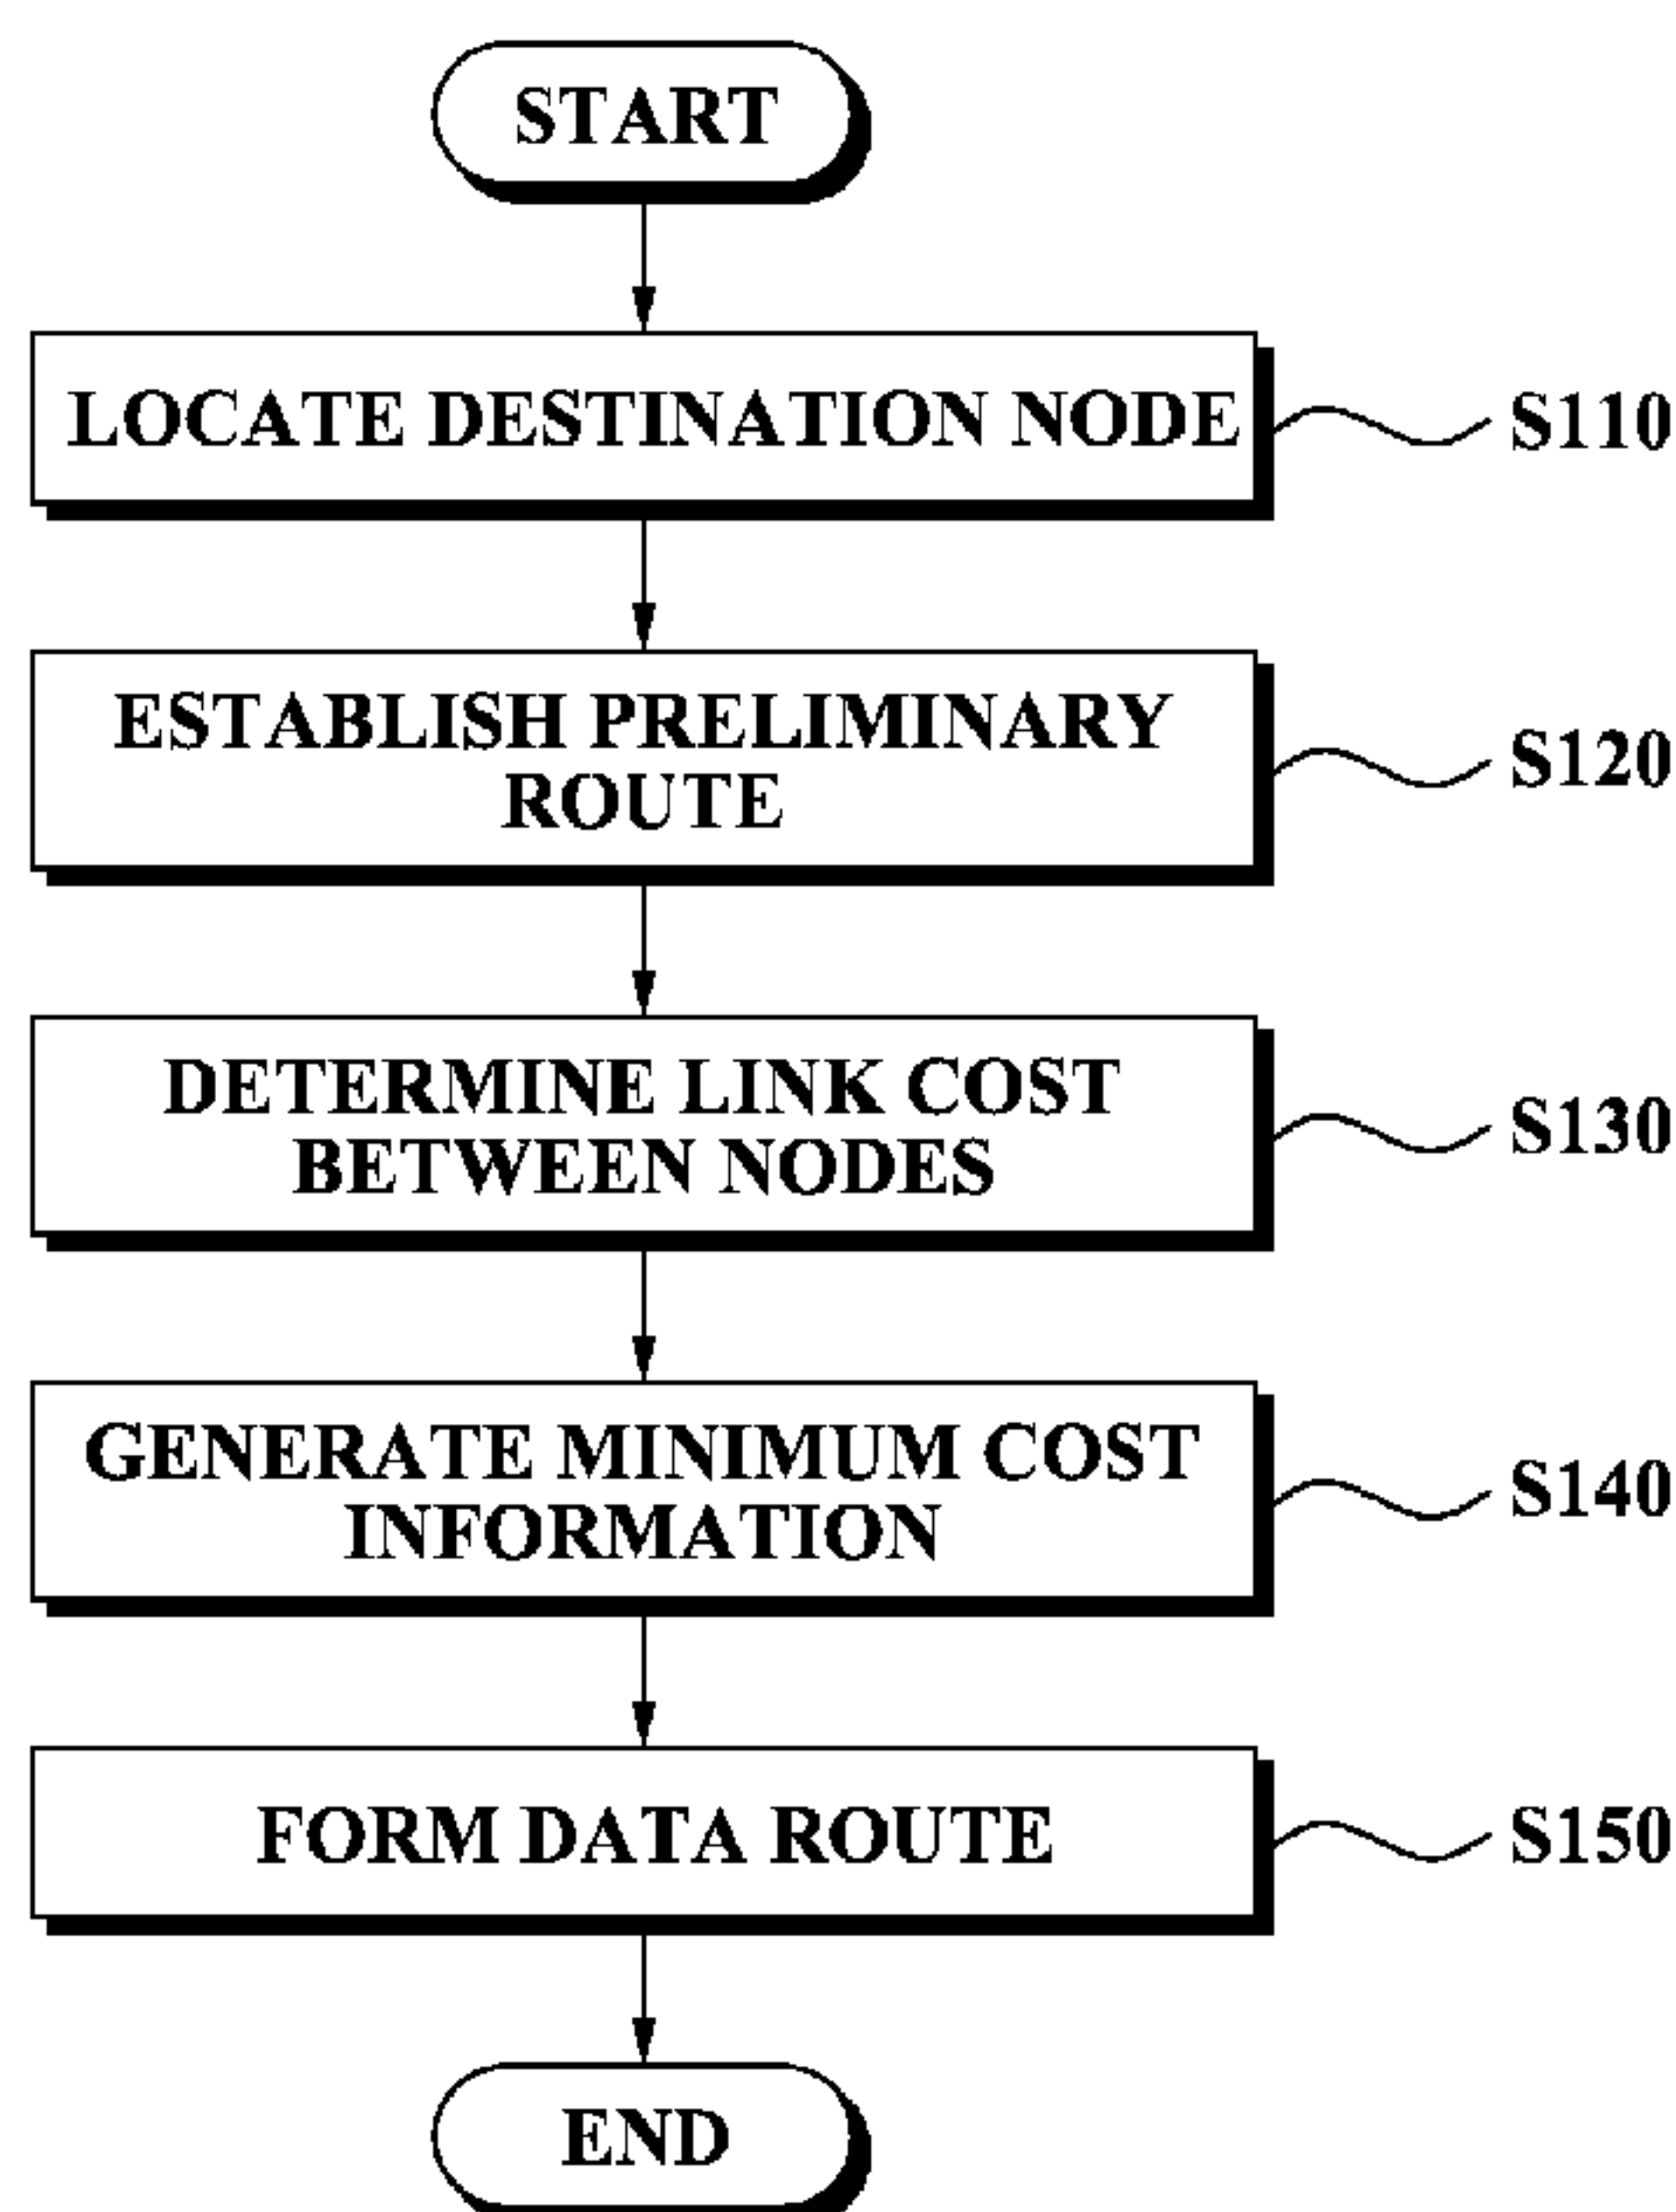 START
LOCATE DESTINATION NODE
S110
ESTABLISH PRELIMINARY
ROUTE
S120
DETERMINE LINK COST
BETWEEN NODES
S130
GENERATE MINIMUM COST
INFORMATION
S140
FORM DATA ROUTE
S150
END